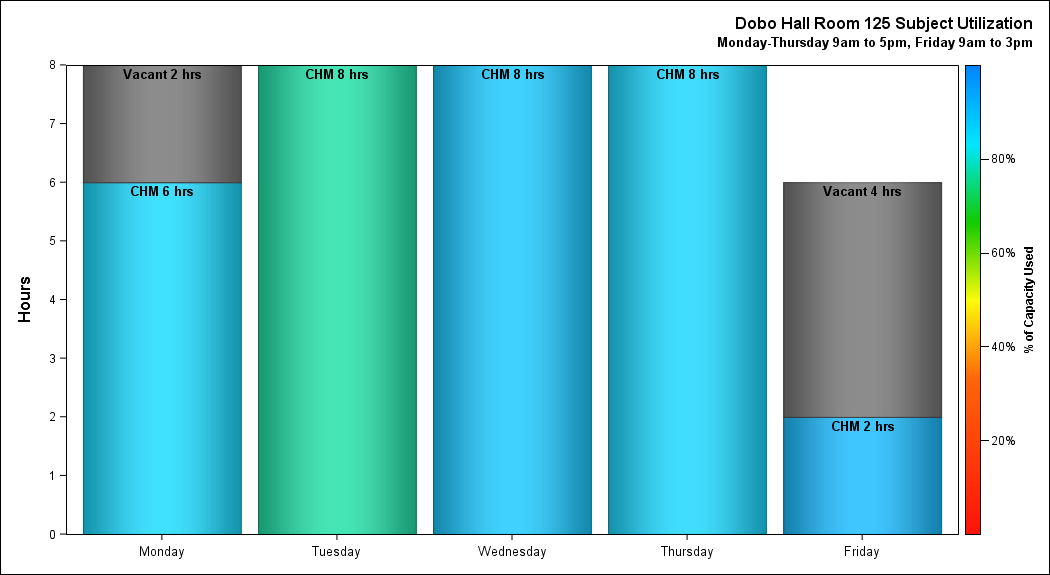 Dobo Hall Room 125 Subject Utilization
Monday-Thursday 9am to 5pm, Friday 9am to 3pm
Hours
8
7
6
5
4
3
2
1
0
Vacant 2 hrs
CHM 6 hrs
CHM 8 hrs
CHM 8 hrs
CHM 8 hrs
Vacant 4 hrs
CHM 2 hrs
Monday
Tuesday
Wednesday
Thursday
Friday
80%
60%
40%
20%
% of Capacity Used